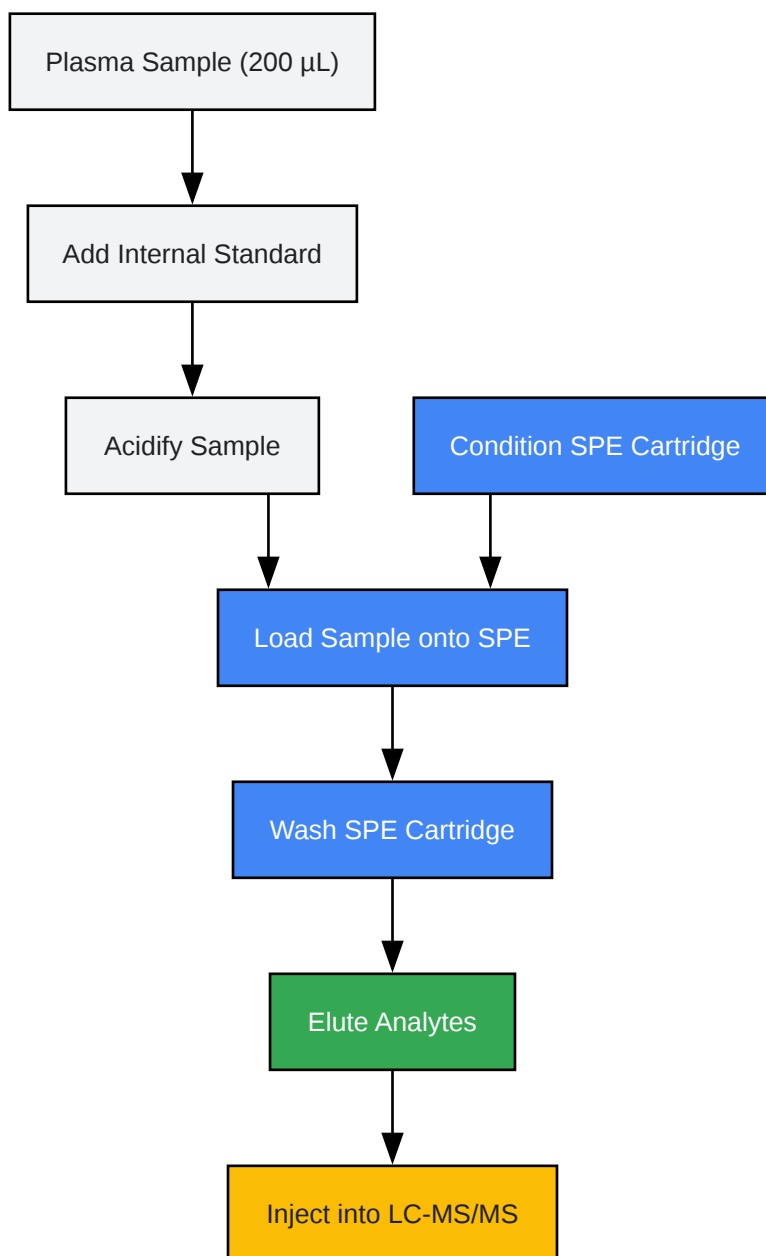 Plasma Sample (200 µL)
Add Internal Standard
Acidify Sample
Condition SPE Cartridge
Load Sample onto SPE
Wash SPE Cartridge
Elute Analytes
Inject into LC-MS/MS